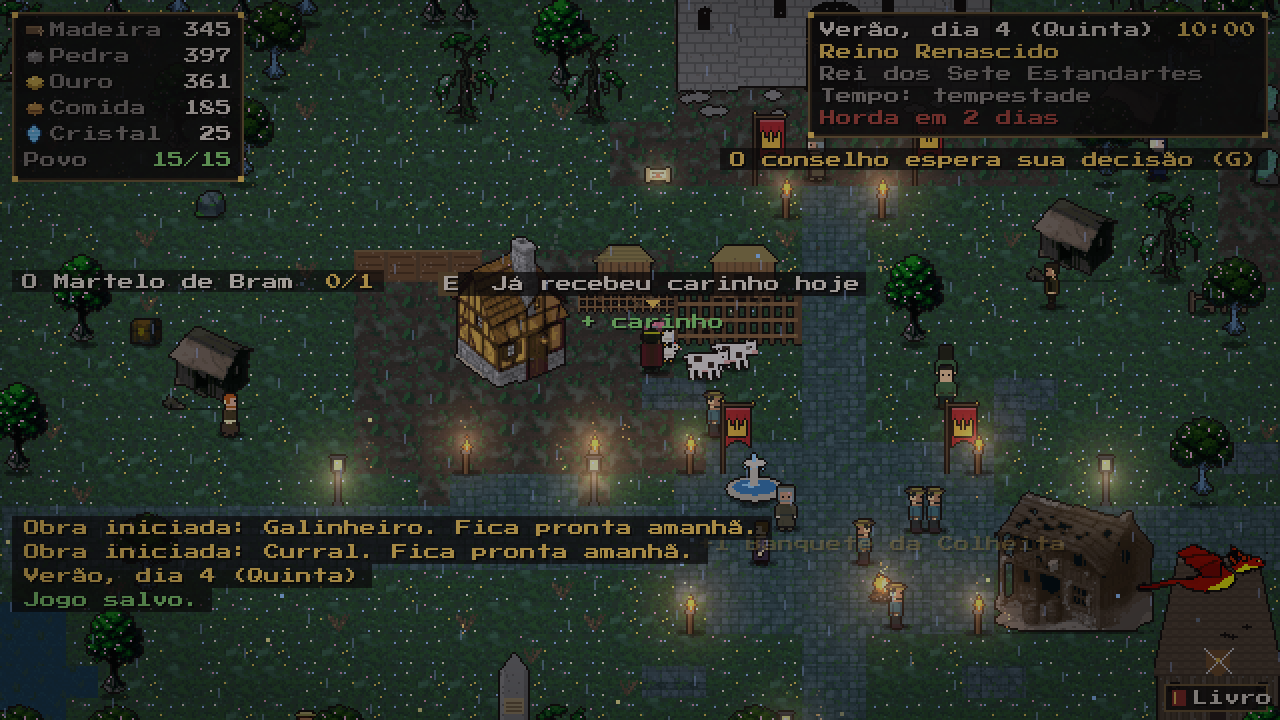 Madeira 345
Pedra 397
Ouro 361
Comida 185
Cristal 25
Povo 15/15
Verão, dia 4 (Quinta) 10:00
Reino Renascido
Rei dos Sete Estandartes
Tempo: tempestade
Horda em 2 dias
O conselho espera sua decisão (G)
O Martelo de Bram 0/1
E Já recebeu carinho hoje
+ carinho
Obra iniciada: Galinheiro. Fica pronta amanhã.
Obra iniciada: Curral. Fica pronta amanhã.
Banquete da Colheita
Verão, dia 4 (Quinta)
Jogo salvo.
Livro